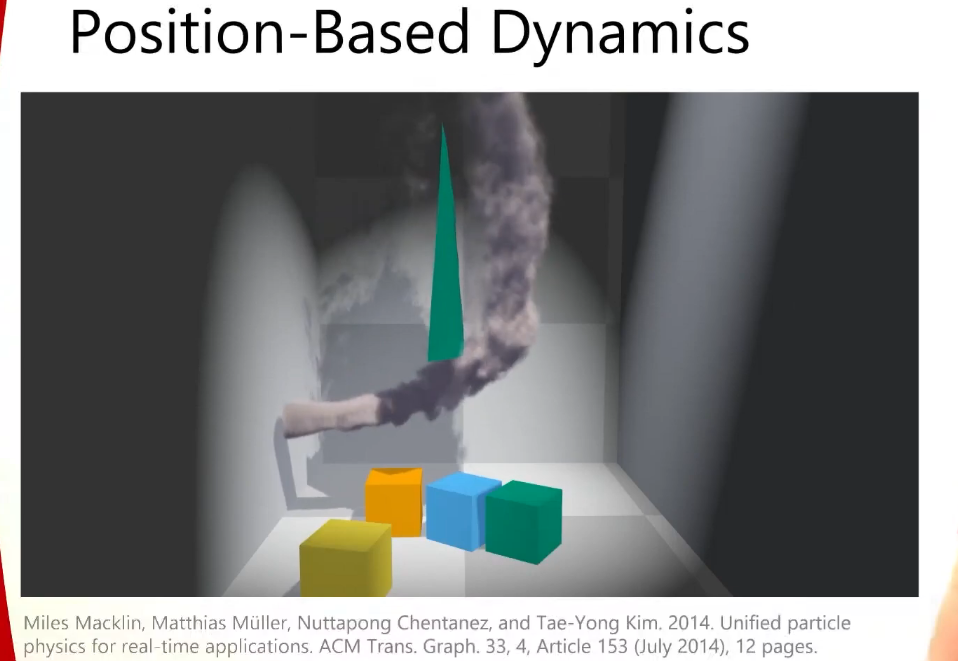 Position-Based Dynamics
Miles Macklin, Matthias Müller, Nuttapong Chentanez, and Tae-Yong Kim. 2014. Unified particle
physics for real-time applications. ACM Trans. Graph. 33, 4, Article 153 (July 2014), 12 pages.